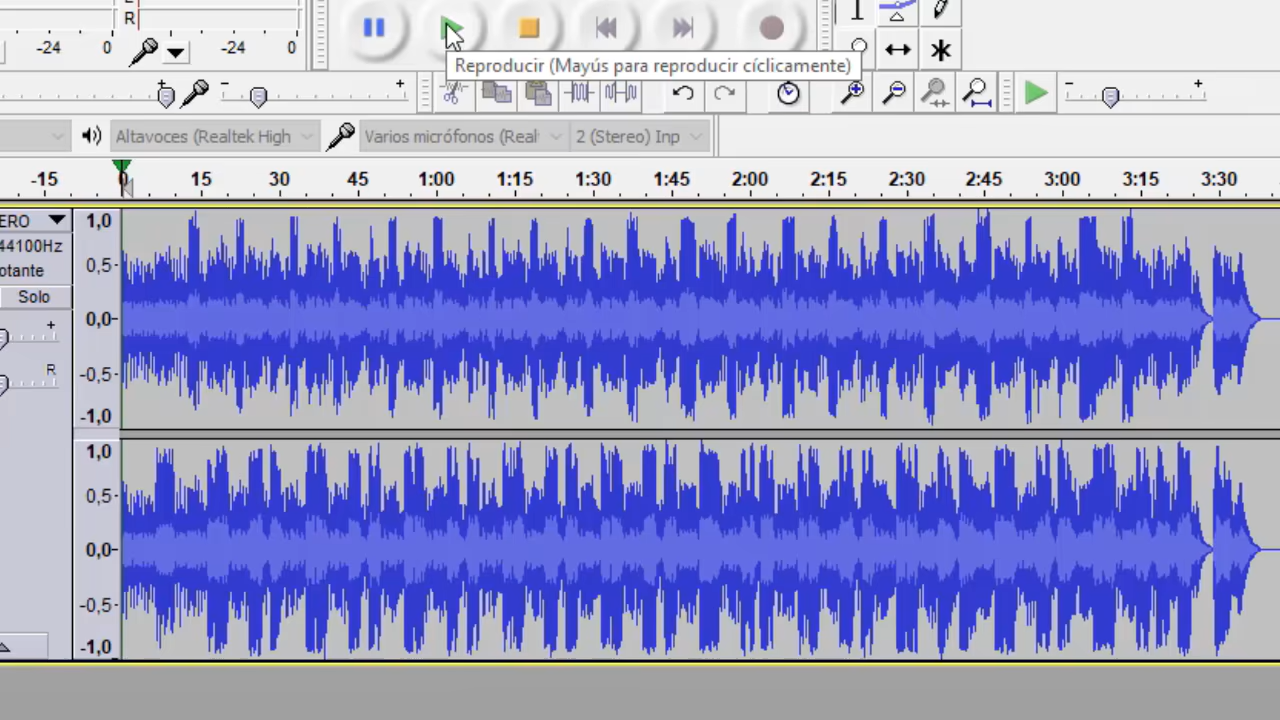 L
R
-24 0 -24 0
Reproducir (Mayús para reproducir cíclicamente)
- + - +
Altavoces (Realtek High Varios micrófonos (Real 2 (Stereo) Inp
-15 0 15 30 45 1:00 1:15 1:30 1:45 2:00 2:15 2:30 2:45 3:00 3:15 3:30
ERO 1,0
44100Hz
otante 0,5-
Solo
0,0-
+
R -0,5-
-1,0
1,0
0,5-
0,0-
-0,5-
-1,0